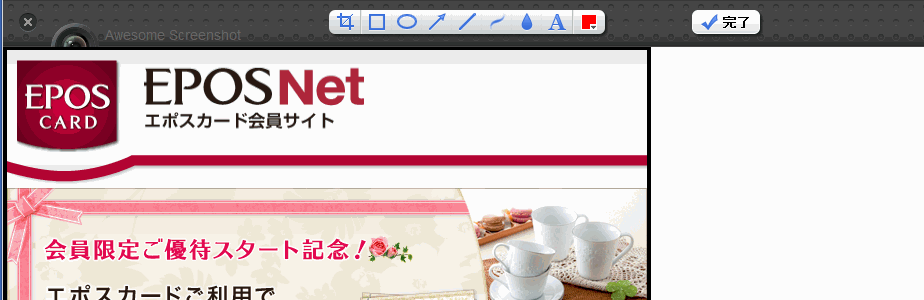 Awesome Screenshot
A
完了
EPOS
CARD
EPOS Net
エポスカード会員サイト
会員限定ご優待スタート記念！
エポスカードご利用で